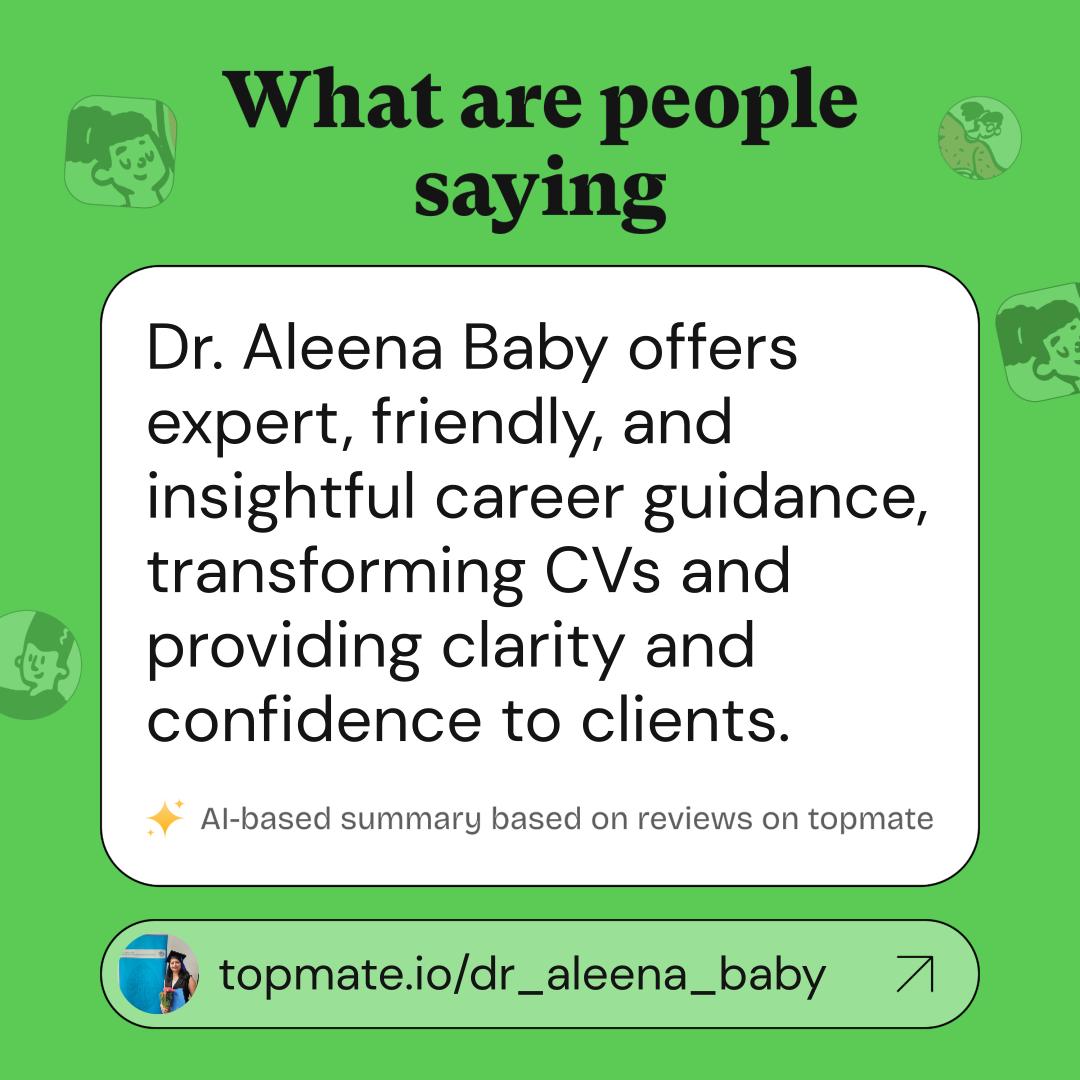 What are people
saying
Dr. Aleena Baby offers
expert, friendly, and
insightful career guidance,
transforming CVs and
providing clarity and
confidence to clients.
AI-based summary based on reviews on topmate
topmate.io/dr_aleena_baby